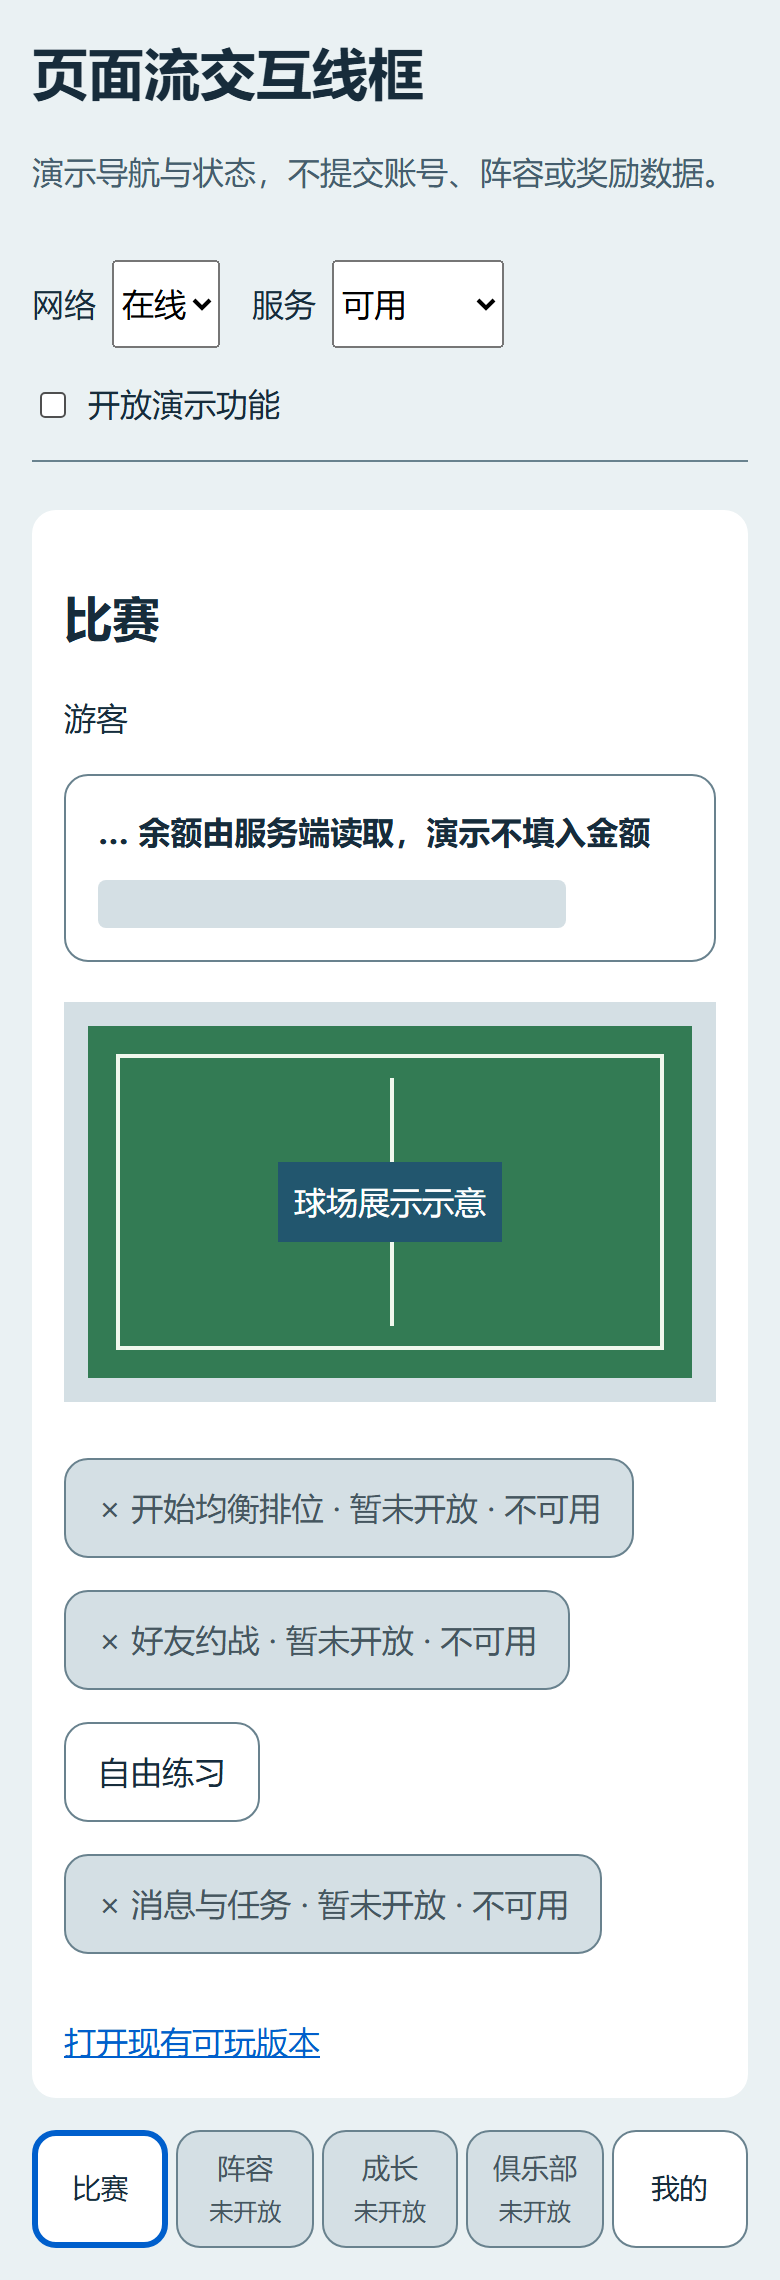 页面流交互线框
演示导航与状态，不提交账号、阵容或奖励数据。
网络 在线 服务 可用
开放演示功能
比赛
游客
… 余额由服务端读取，演示不填入金额
球场展示示意
× 开始均衡排位 · 暂未开放 · 不可用
× 好友约战 · 暂未开放 · 不可用
自由练习
× 消息与任务 · 暂未开放 · 不可用
打开现有可玩版本
比赛
阵容
未开放
成长
未开放
俱乐部
未开放
我的